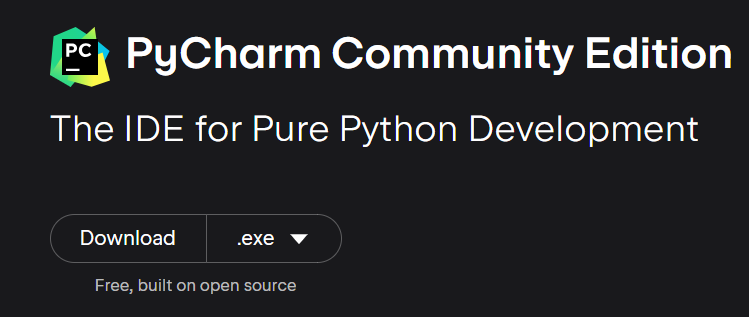 PC PyCharm Community Edition
The IDE for Pure Python Development
Download .exe
Free, built on open source